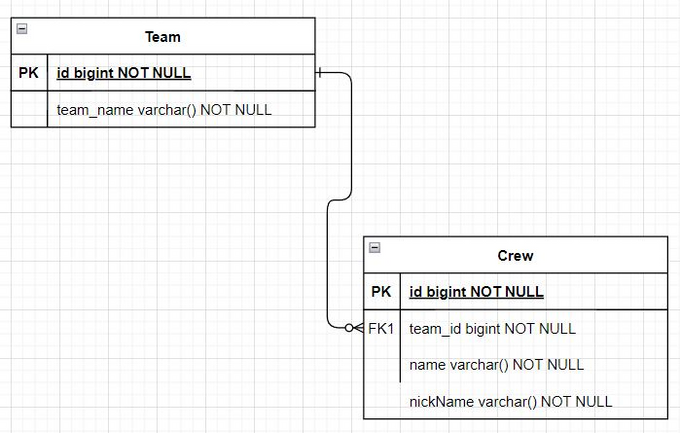 Team
PK id bigint NOT NULL
team_name varchar() NOT NULL
Crew
PK id bigint NOT NULL
FK1 team_id bigint NOT NULL
name varchar() NOT NULL
nickName varchar() NOT NULL